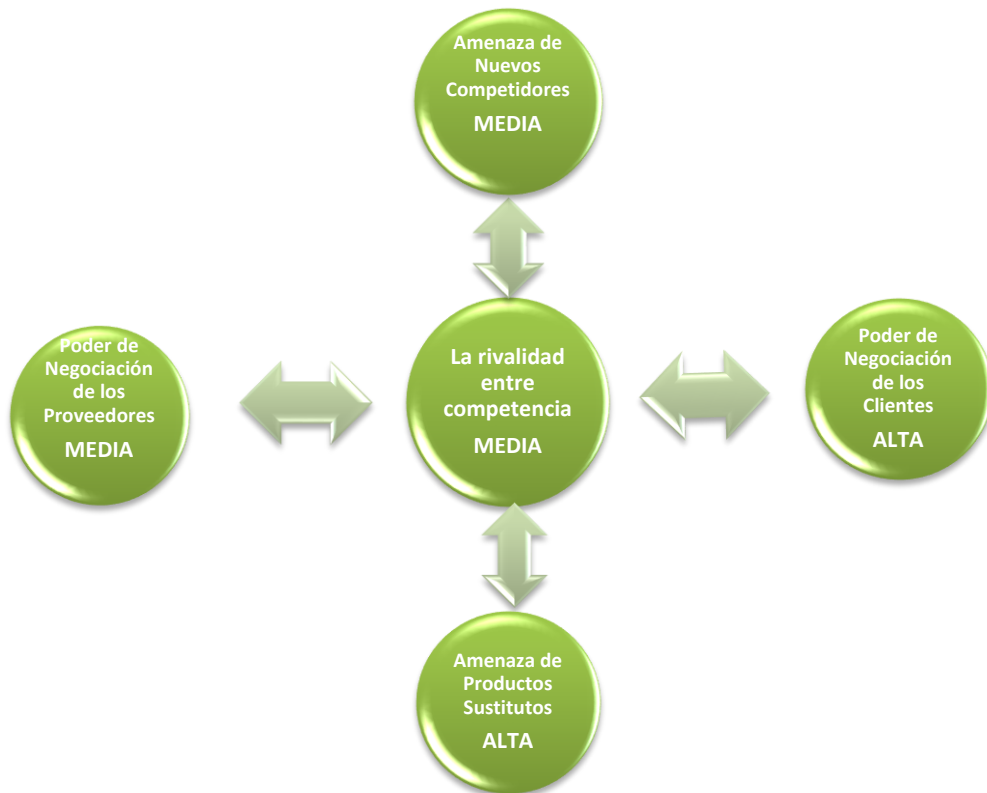 Amenaza de
Nuevos
Competidores
MEDIA
Poder de
Negociación
de los
Proveedores
MEDIA
La rivalidad
entre
competencia
MEDIA
Poder de
Negociación
de los
Clientes
ALTA
Amenaza de
Productos
Sustitutos
ALTA